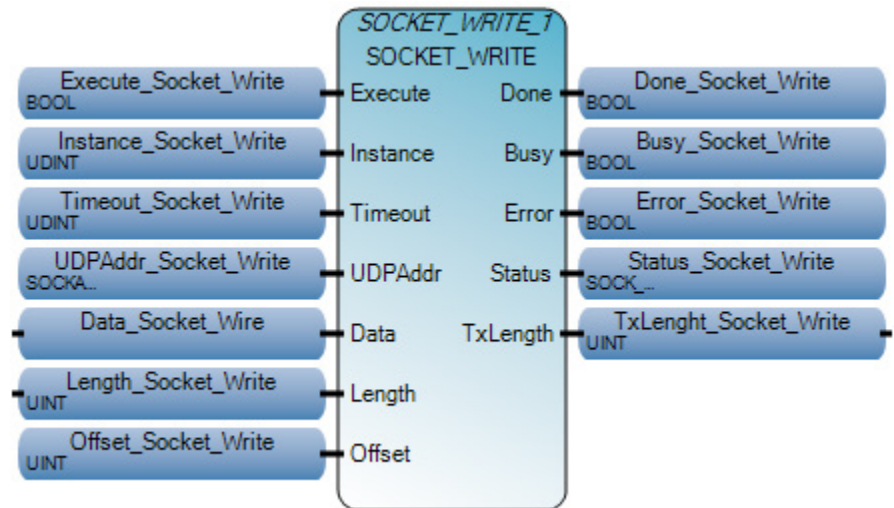 SOCKET_WRITE_1
SOCKET_WRITE
Execute_Socket_Write
BOOL
Execute
Done
Done_Socket_Write
BOOL
Instance_Socket_Write
UDINT
Instance
Busy
Busy_Socket_Write
BOOL
Timeout_Socket_Write
UDINT
Timeout
Error
Error_Socket_Write
BOOL
UDPAddr_Socket_Write
SOCKA...
UDPAddr
Status
Status_Socket_Write
SOCK_...
Data_Socket_Wire
Data
TxLength
TxLenght_Socket_Write
UINT
Length_Socket_Write
UINT
Length
Offset_Socket_Write
UINT
Offset